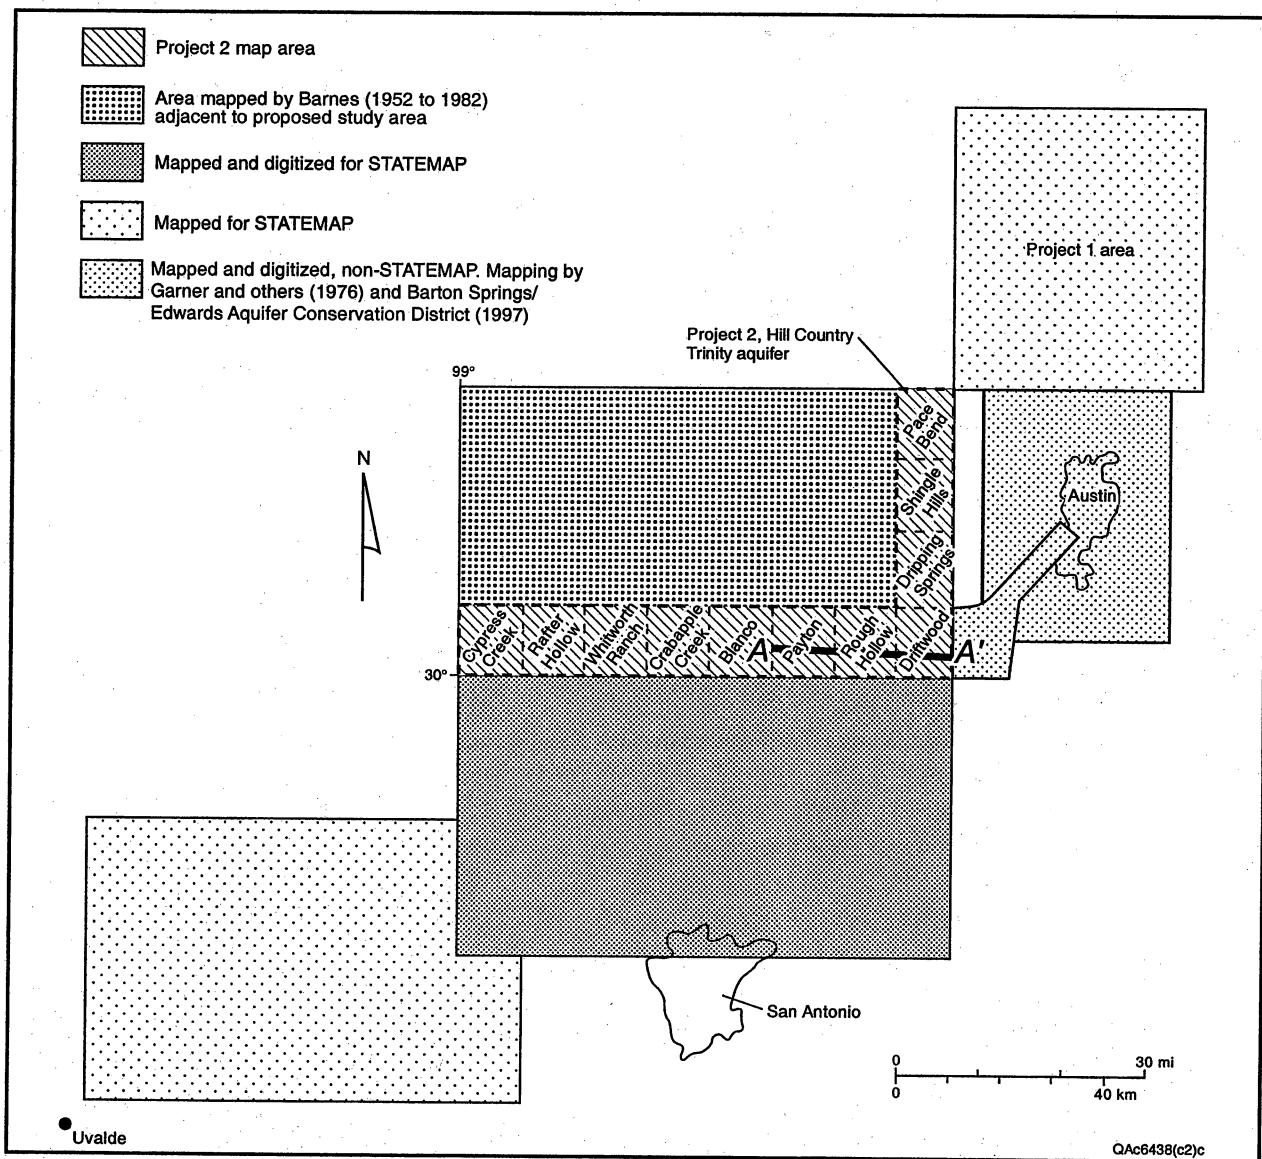 Project 2 map area
Area mapped by Barnes (1952 to 1982)
adjacent to proposed study area
Mapped and digitized for STATEMAP
Mapped for STATEMAP
Mapped and digitized, non-STATEMAP. Mapping by
Garner and others (1976) and Barton Springs/
Edwards Aquifer Conservation District (1997)
Project 1 area
Project 2, Hill Country
Trinity aquifer
99°
Pace
Bend
N
Shingle
Hills
Austin
Dripping
Springs
Cypress
Creek
Rafter
Hollow
Whitworth
Ranch
Crabapple
Creek
Blanco
A
Payton
Rough
Hollow
Driftwood
A'
30°
San Antonio
0
30 mi
0
40 km
Uvalde
QAc6438(c2)c